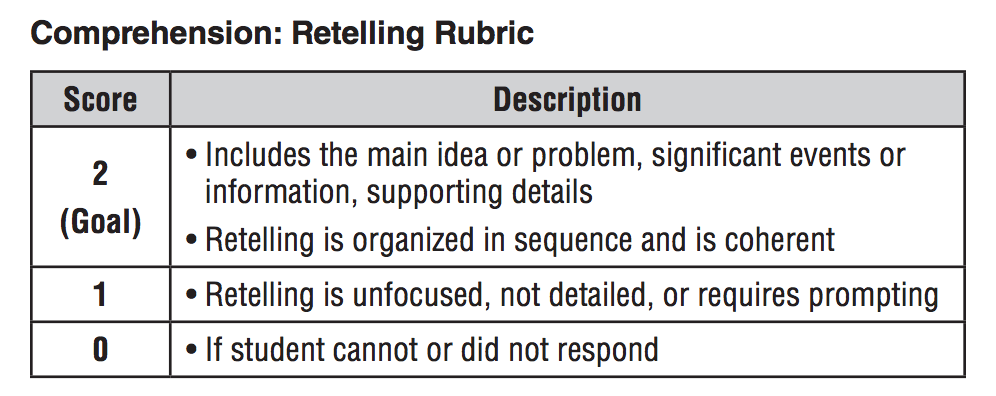 Comprehension: Retelling Rubric
Score Description
2
(Goal)
• Includes the main idea or problem, significant events or
information, supporting details
• Retelling is organized in sequence and is coherent
1 • Retelling is unfocused, not detailed, or requires prompting
0 • If student cannot or did not respond